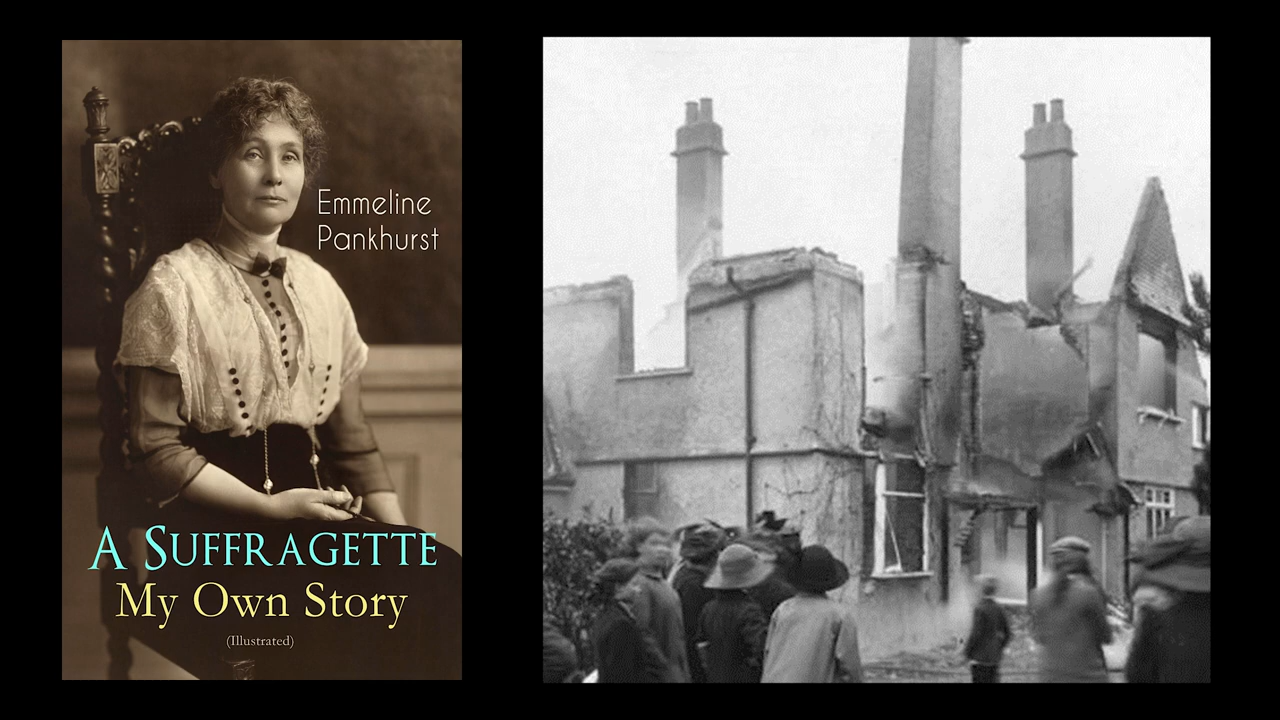 Emmeline
Pankhurst
A Suffragette
My Own Story
(Illustrated)